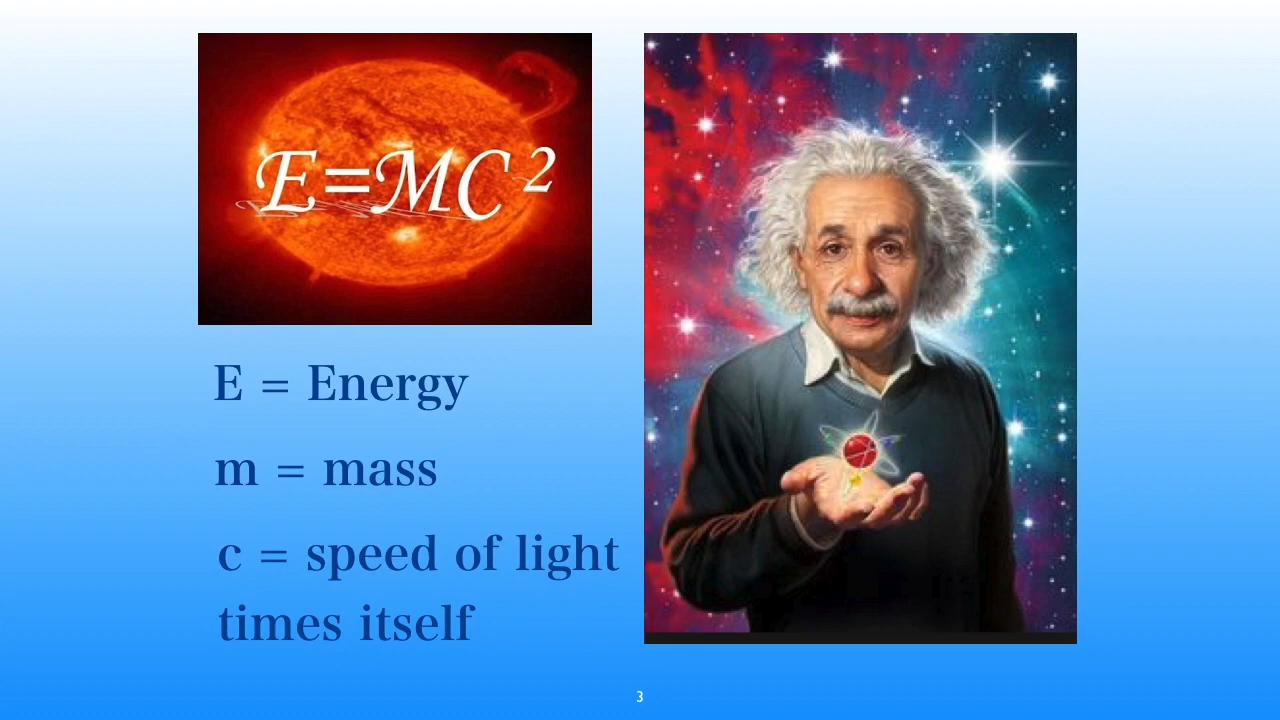 E=MC²
E = Energy
m = mass
c = speed of light
times itself
3